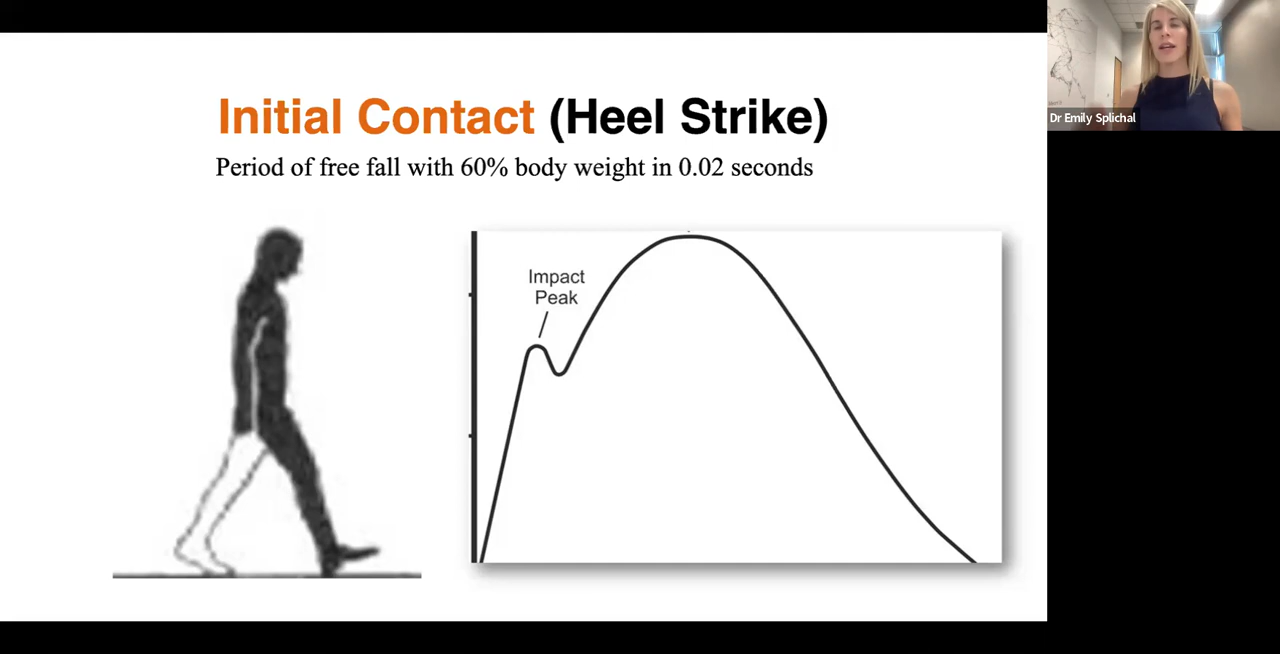 Initial Contact (Heel Strike)
Period of free fall with 60% body weight in 0.02 seconds
Impact
Peak
Dr Emily Splichal